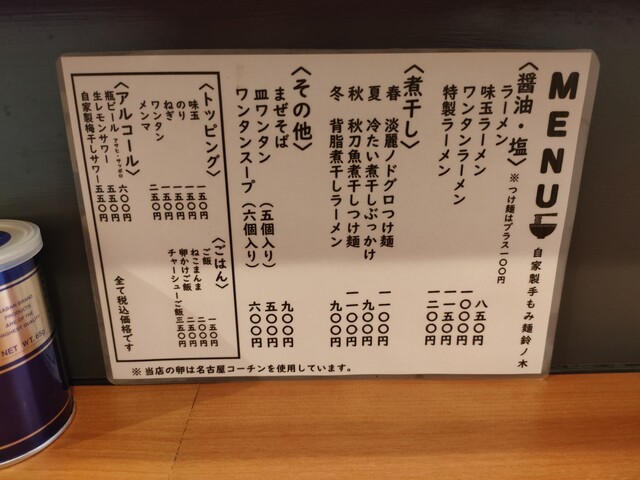 MENU
自家製手もみ麺鈴ノ木
〈醤油・塩〉※つけ麺はプラス一〇〇円
ラーメン 八五〇円
味玉ラーメン 一〇〇〇円
ワンタンラーメン 一一五〇円
特製ラーメン 一二〇〇円
〈煮干し〉
春 淡麗ノドグロつけ麺 一一〇〇円
夏 冷たい煮干しぶっかけ 九〇〇円
秋 秋刀魚煮干しつけ麺 一一〇〇円
冬 背脂煮干しラーメン 九〇〇円
〈その他〉
まぜそば 九〇〇円
皿ワンタン(五個入り) 五〇〇円
ワンタンスープ(六個入り) 六〇〇円
〈トッピング〉
味玉 一五〇円
のり 一五〇円
ねぎ 一五〇円
ワンタン 一五〇円
メンマ 二五〇円
〈ごはん〉
ご飯 一五〇円
ねこまんま 二〇〇円
卵かけご飯 二五〇円
チャーシューご飯 三五〇円
〈アルコール〉
瓶ビール アサヒ・サッポロ 六〇〇円
生レモンサワー 五五〇円
自家製梅干しサワー 五五〇円
全て税込価格です
※当店の卵は名古屋コーチンを使用しています。
NET WT.